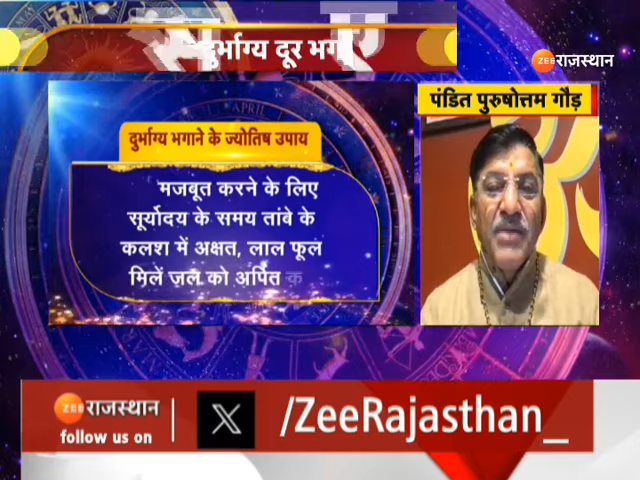 दूर
ZEE राजस्थान
पंडित पुरुषोत्तम गौड़
दुर्भाग्य भगाने के ज्योतिष उपाय
APRIL
मजबूत करने के लिए
सूर्योदय के समय तांबे के
कलश में अक्षत, लाल फूल
मिलें जल को अर्पित क
ZEE राजस्थान
follow us on
X
/ZeeRajasthan_